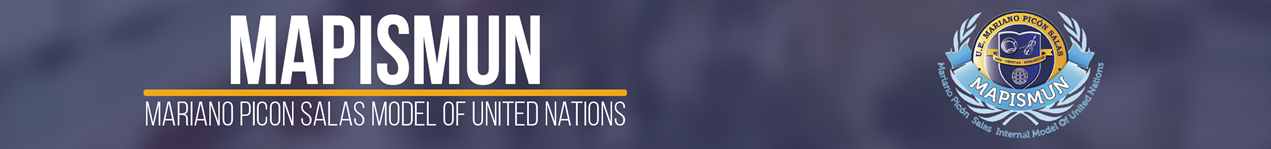 MAPISMUN
MARIANO PICON SALAS MODEL OF UNITED NATIONS
U.E. MARIANO PICÓN SALAS
MAPISMUN
Mariano Picón Salas Internal Model Of United Nations